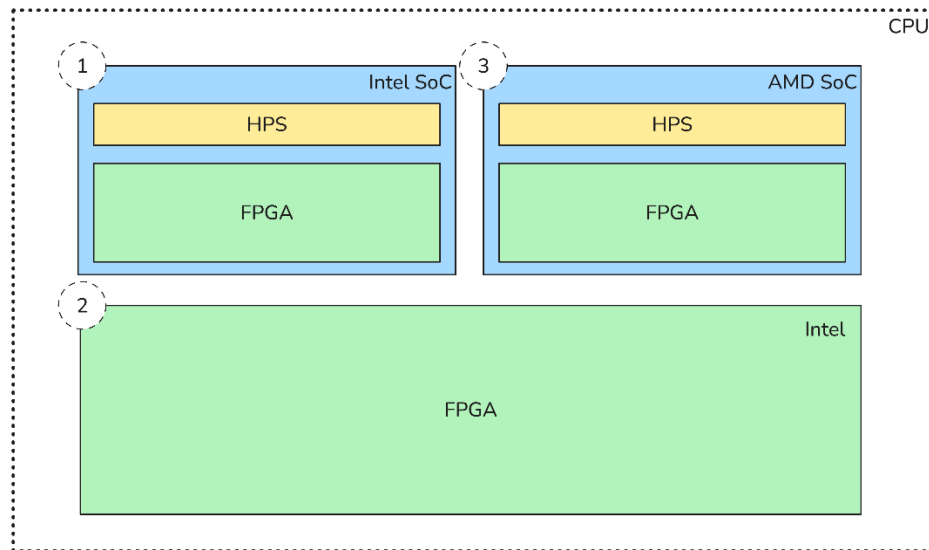 CPU
1
Intel SoC
HPS
FPGA
3
AMD SoC
HPS
FPGA
2
Intel
FPGA